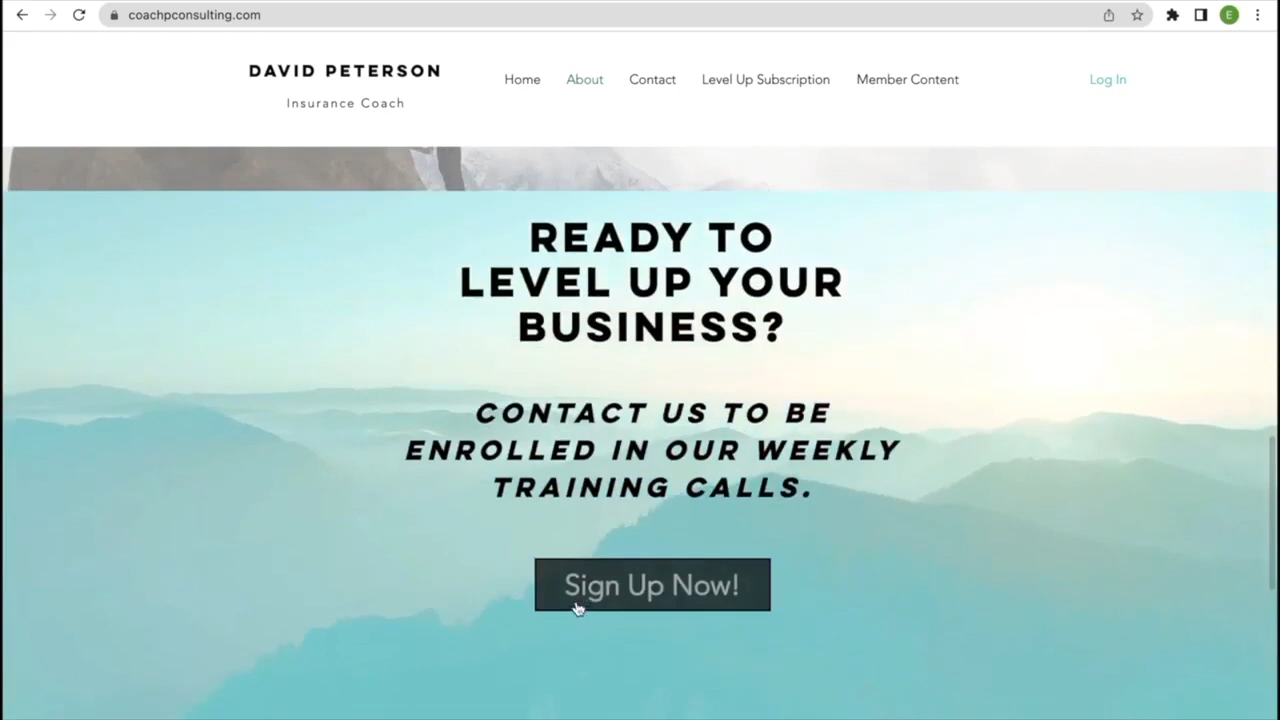 coachpconsulting.com
E
DAVID PETERSON
Insurance Coach
Home About Contact Level Up Subscription Member Content Log In
READY TO
LEVEL UP YOUR
BUSINESS?
CONTACT US TO BE
ENROLLED IN OUR WEEKLY
TRAINING CALLS.
Sign Up Now!